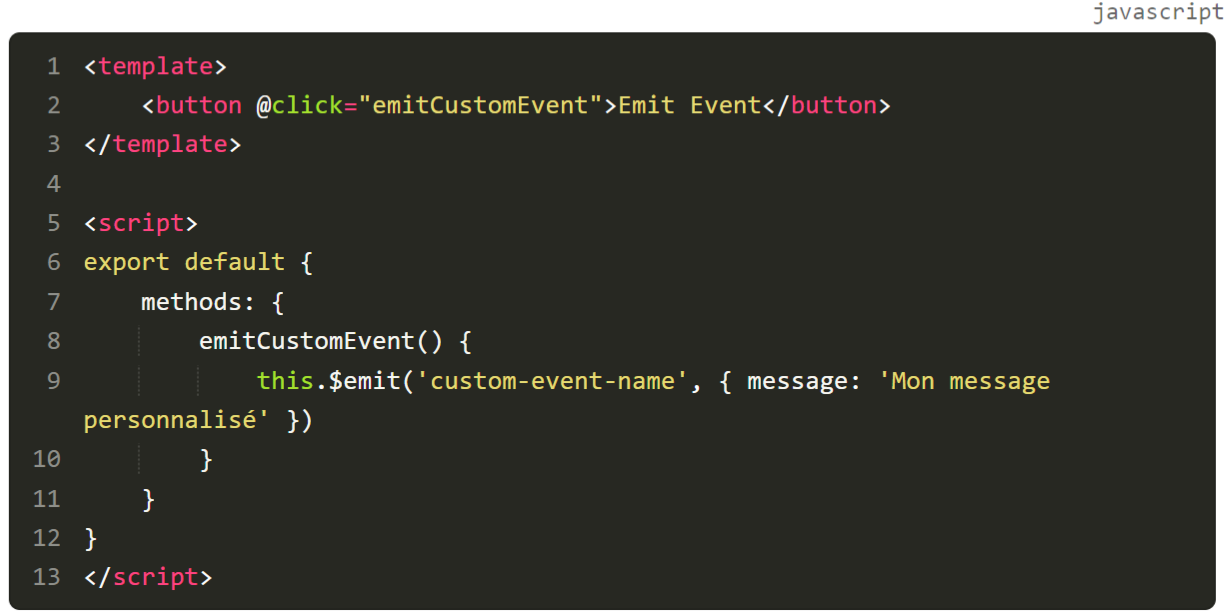 javascript
1 <template>
2     <button @click="emitCustomEvent">Emit Event</button>
3 </template>
4
5 <script>
6 export default {
7     methods: {
8         emitCustomEvent() {
9             this.$emit('custom-event-name', { message: 'Mon message
personnalisé' })
10         }
11     }
12 }
13 </script>